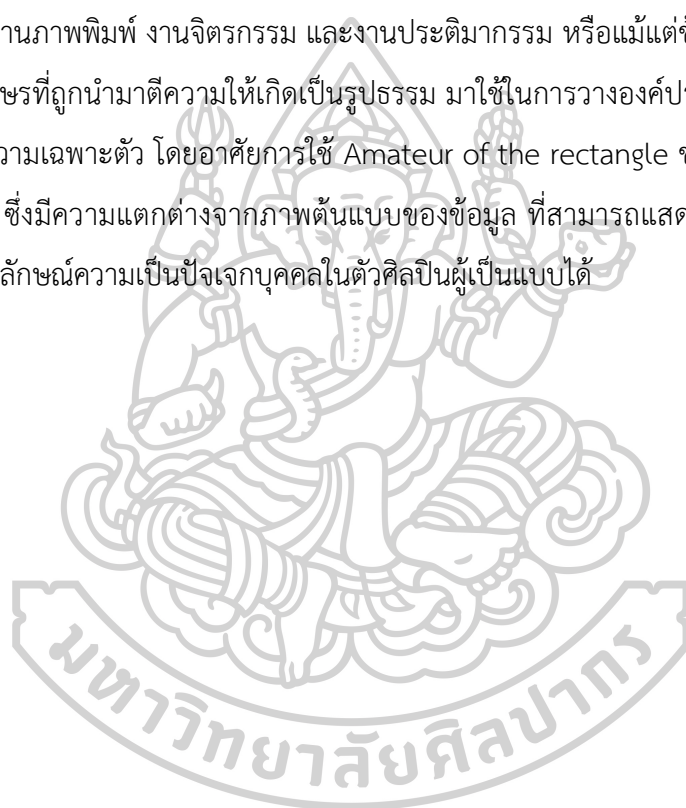 านภาพพิมพ์ งานจิตรกรรม และงานประติมากรรม หรือแม้แต่
ษรที่ถูกนำมาตีความให้เกิดเป็นรูปธรรม มาใช้ในการวางองค์ป
วามเฉพาะตัว โดยอาศัยการใช้ Amateur of the rectangle
ซึ่งมีความแตกต่างจากภาพต้นแบบของข้อมูล ที่สามารถแสด
ลักษณ์ความเป็นปัจเจกบุคคลในตัวศิลปินผู้เป็นแบบได้
มหาวิทยาลัยศิลปากร